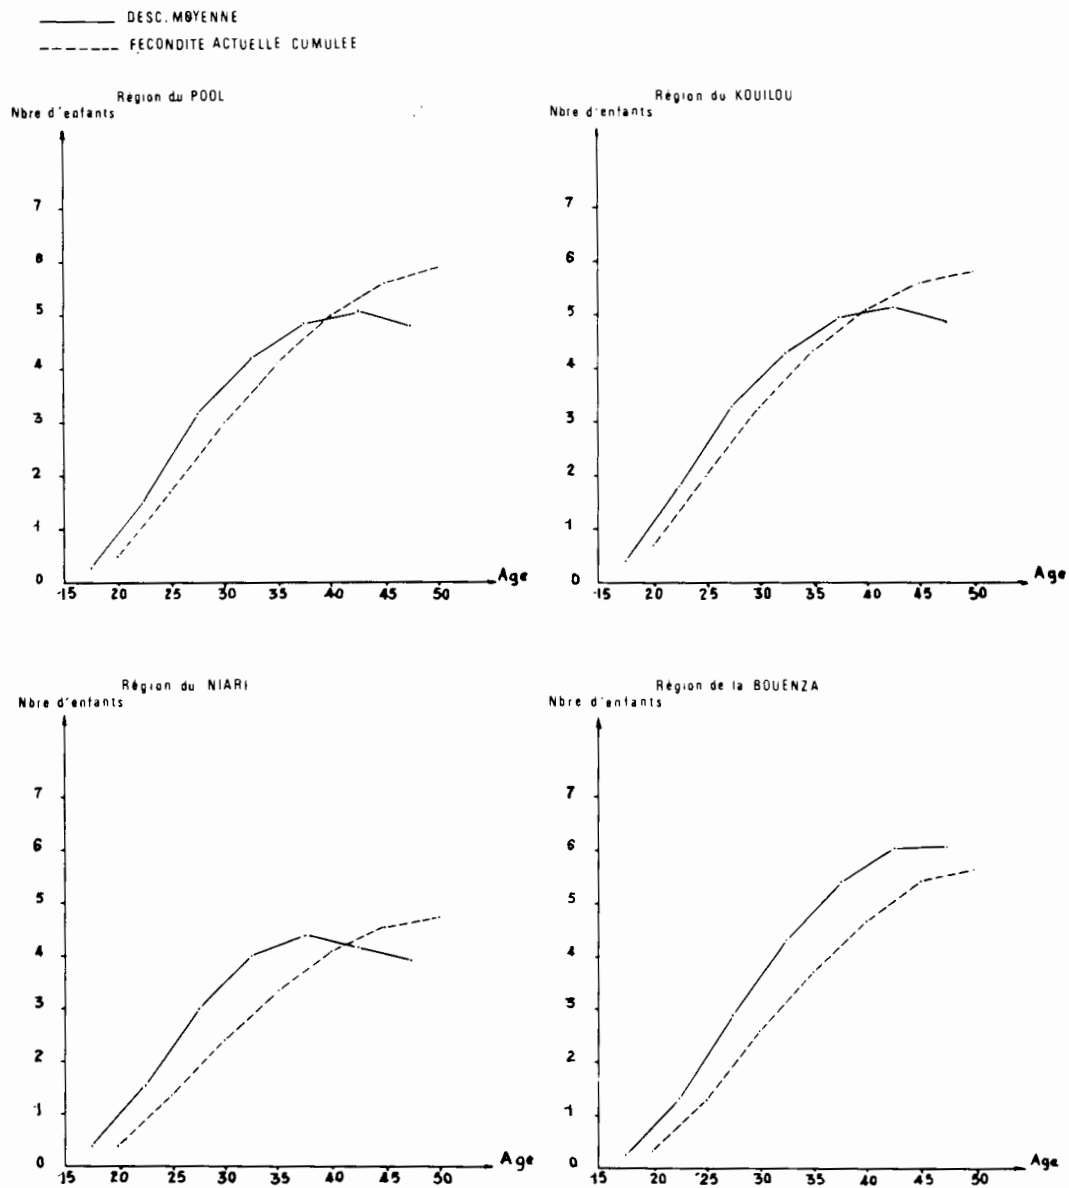 DESC. MOYENNE
FECONDITE ACTUELLE CUMULEE
Région du POOL
Nbre d'enfants
7
6
5
4
3
2
1
0
15 20 25 30 35 40 45 50
Age
Région du KOUILOU
Nbre d'enfants
7
6
5
4
3
2
1
0
15 20 25 30 35 40 45 50
Age
Région du NIARI
Nbre d'enfants
7
6
5
4
3
2
1
0
15 20 25 30 35 40 45 50
Age
Région de la BOUENZA
Nbre d'enfants
7
6
5
4
3
2
1
0
15 20 25 30 35 40 45 50
Age